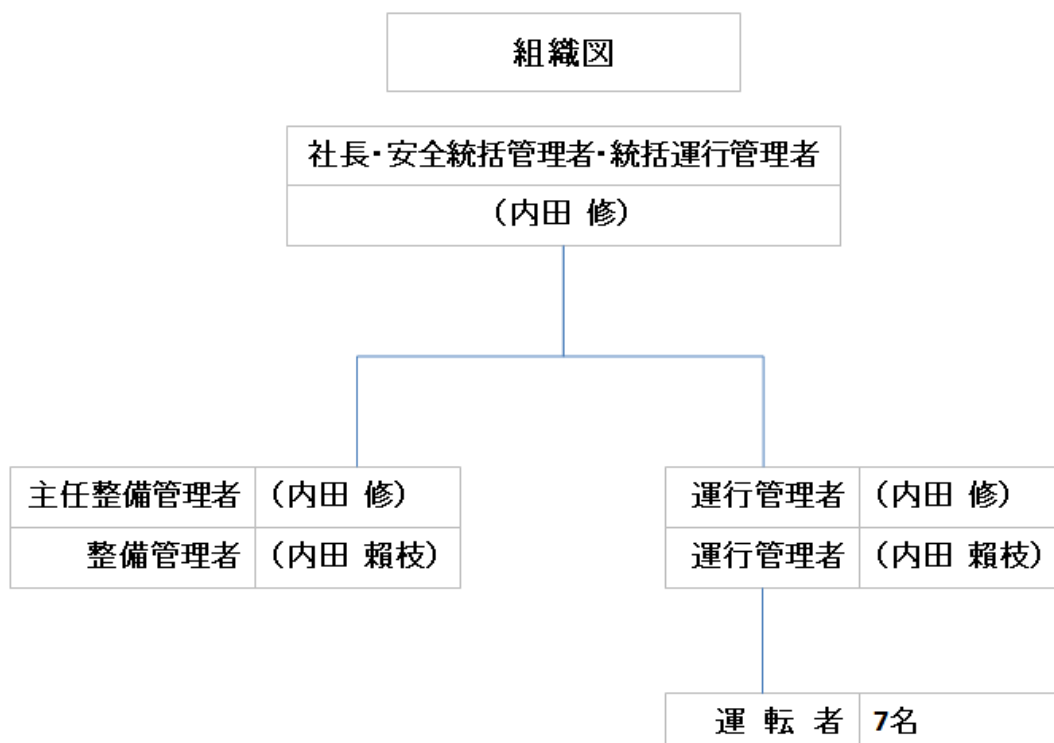 組織図
社長・安全統括管理者・統括運行管理者
（内田 修）
主任整備管理者 （内田 修）
整備管理者 （内田 頼枝）
運行管理者 （内田 修）
運行管理者 （内田 頼枝）
運 転 者 7名